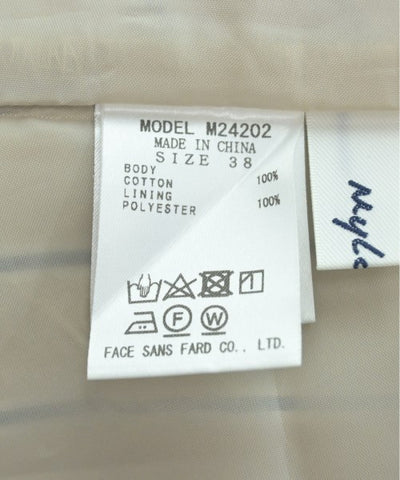 MODEL M24202
MADE IN CHINA
SIZE 38
BODY
COTTON 100%
LINING
POLYESTER 100%
F W
FACE SANS FARD CO., LTD.